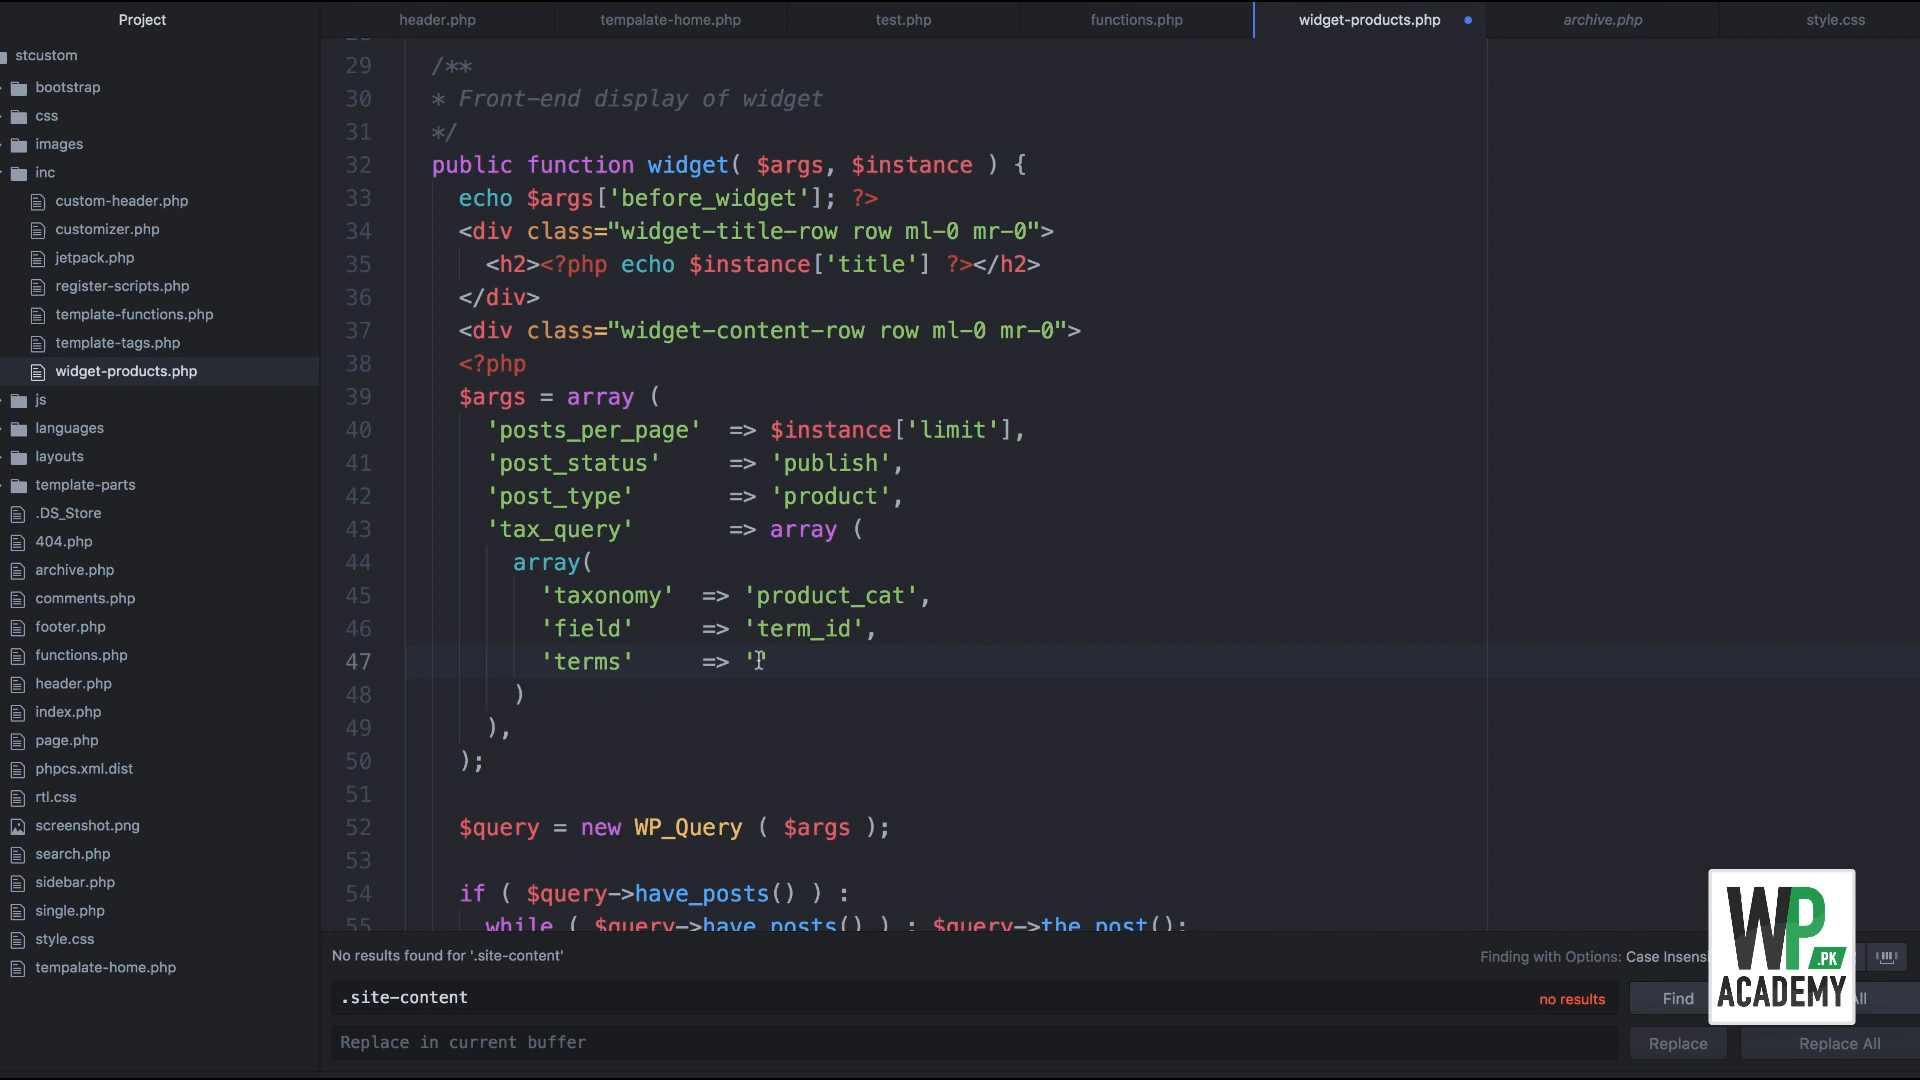 Project
header.php
tempalate-home.php
test.php
functions.php
widget-products.php
archive.php
style.css
stcustom
bootstrap
css
images
inc
custom-header.php
customizer.php
jetpack.php
register-scripts.php
template-functions.php
template-tags.php
widget-products.php
js
languages
layouts
template-parts
.DS_Store
404.php
archive.php
comments.php
footer.php
functions.php
header.php
index.php
page.php
phpcs.xml.dist
rtl.css
screenshot.png
search.php
sidebar.php
single.php
style.css
tempalate-home.php
29 /**
30 * Front-end display of widget
31 */
32 public function widget( $args, $instance ) {
33 echo $args['before_widget']; ?>
34 <div class="widget-title-row row ml-0 mr-0">
35 <h2><?php echo $instance['title'] ?></h2>
36 </div>
37 <div class="widget-content-row row ml-0 mr-0">
38 <?php
39 $args = array (
40 'posts_per_page' => $instance['limit'],
41 'post_status' => 'publish',
42 'post_type' => 'product',
43 'tax_query' => array (
44 array(
45 'taxonomy' => 'product_cat',
46 'field' => 'term_id',
47 'terms' => ''
48 )
49 ),
50 );
51
52 $query = new WP_Query ( $args );
53
54 if ( $query->have_posts() ) :
55 while ( $query->have_posts() ) : $query->the_post();
No results found for '.site-content'
Finding with Options: Case Insensi
.site-content
no results
Find
All
Replace in current buffer
Replace
Replace All
WP
.PK
ACADEMY